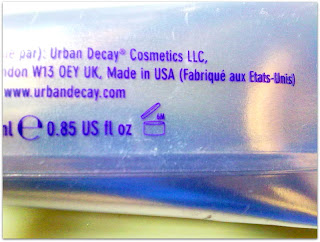 par): Urban Decay® Cosmetics LLC,
ndon W13 0EY UK, Made in USA (Fabriqué aux Etats-Unis)
www.urbandecay.com
ml ℮ 0.85 US fl oz 6M